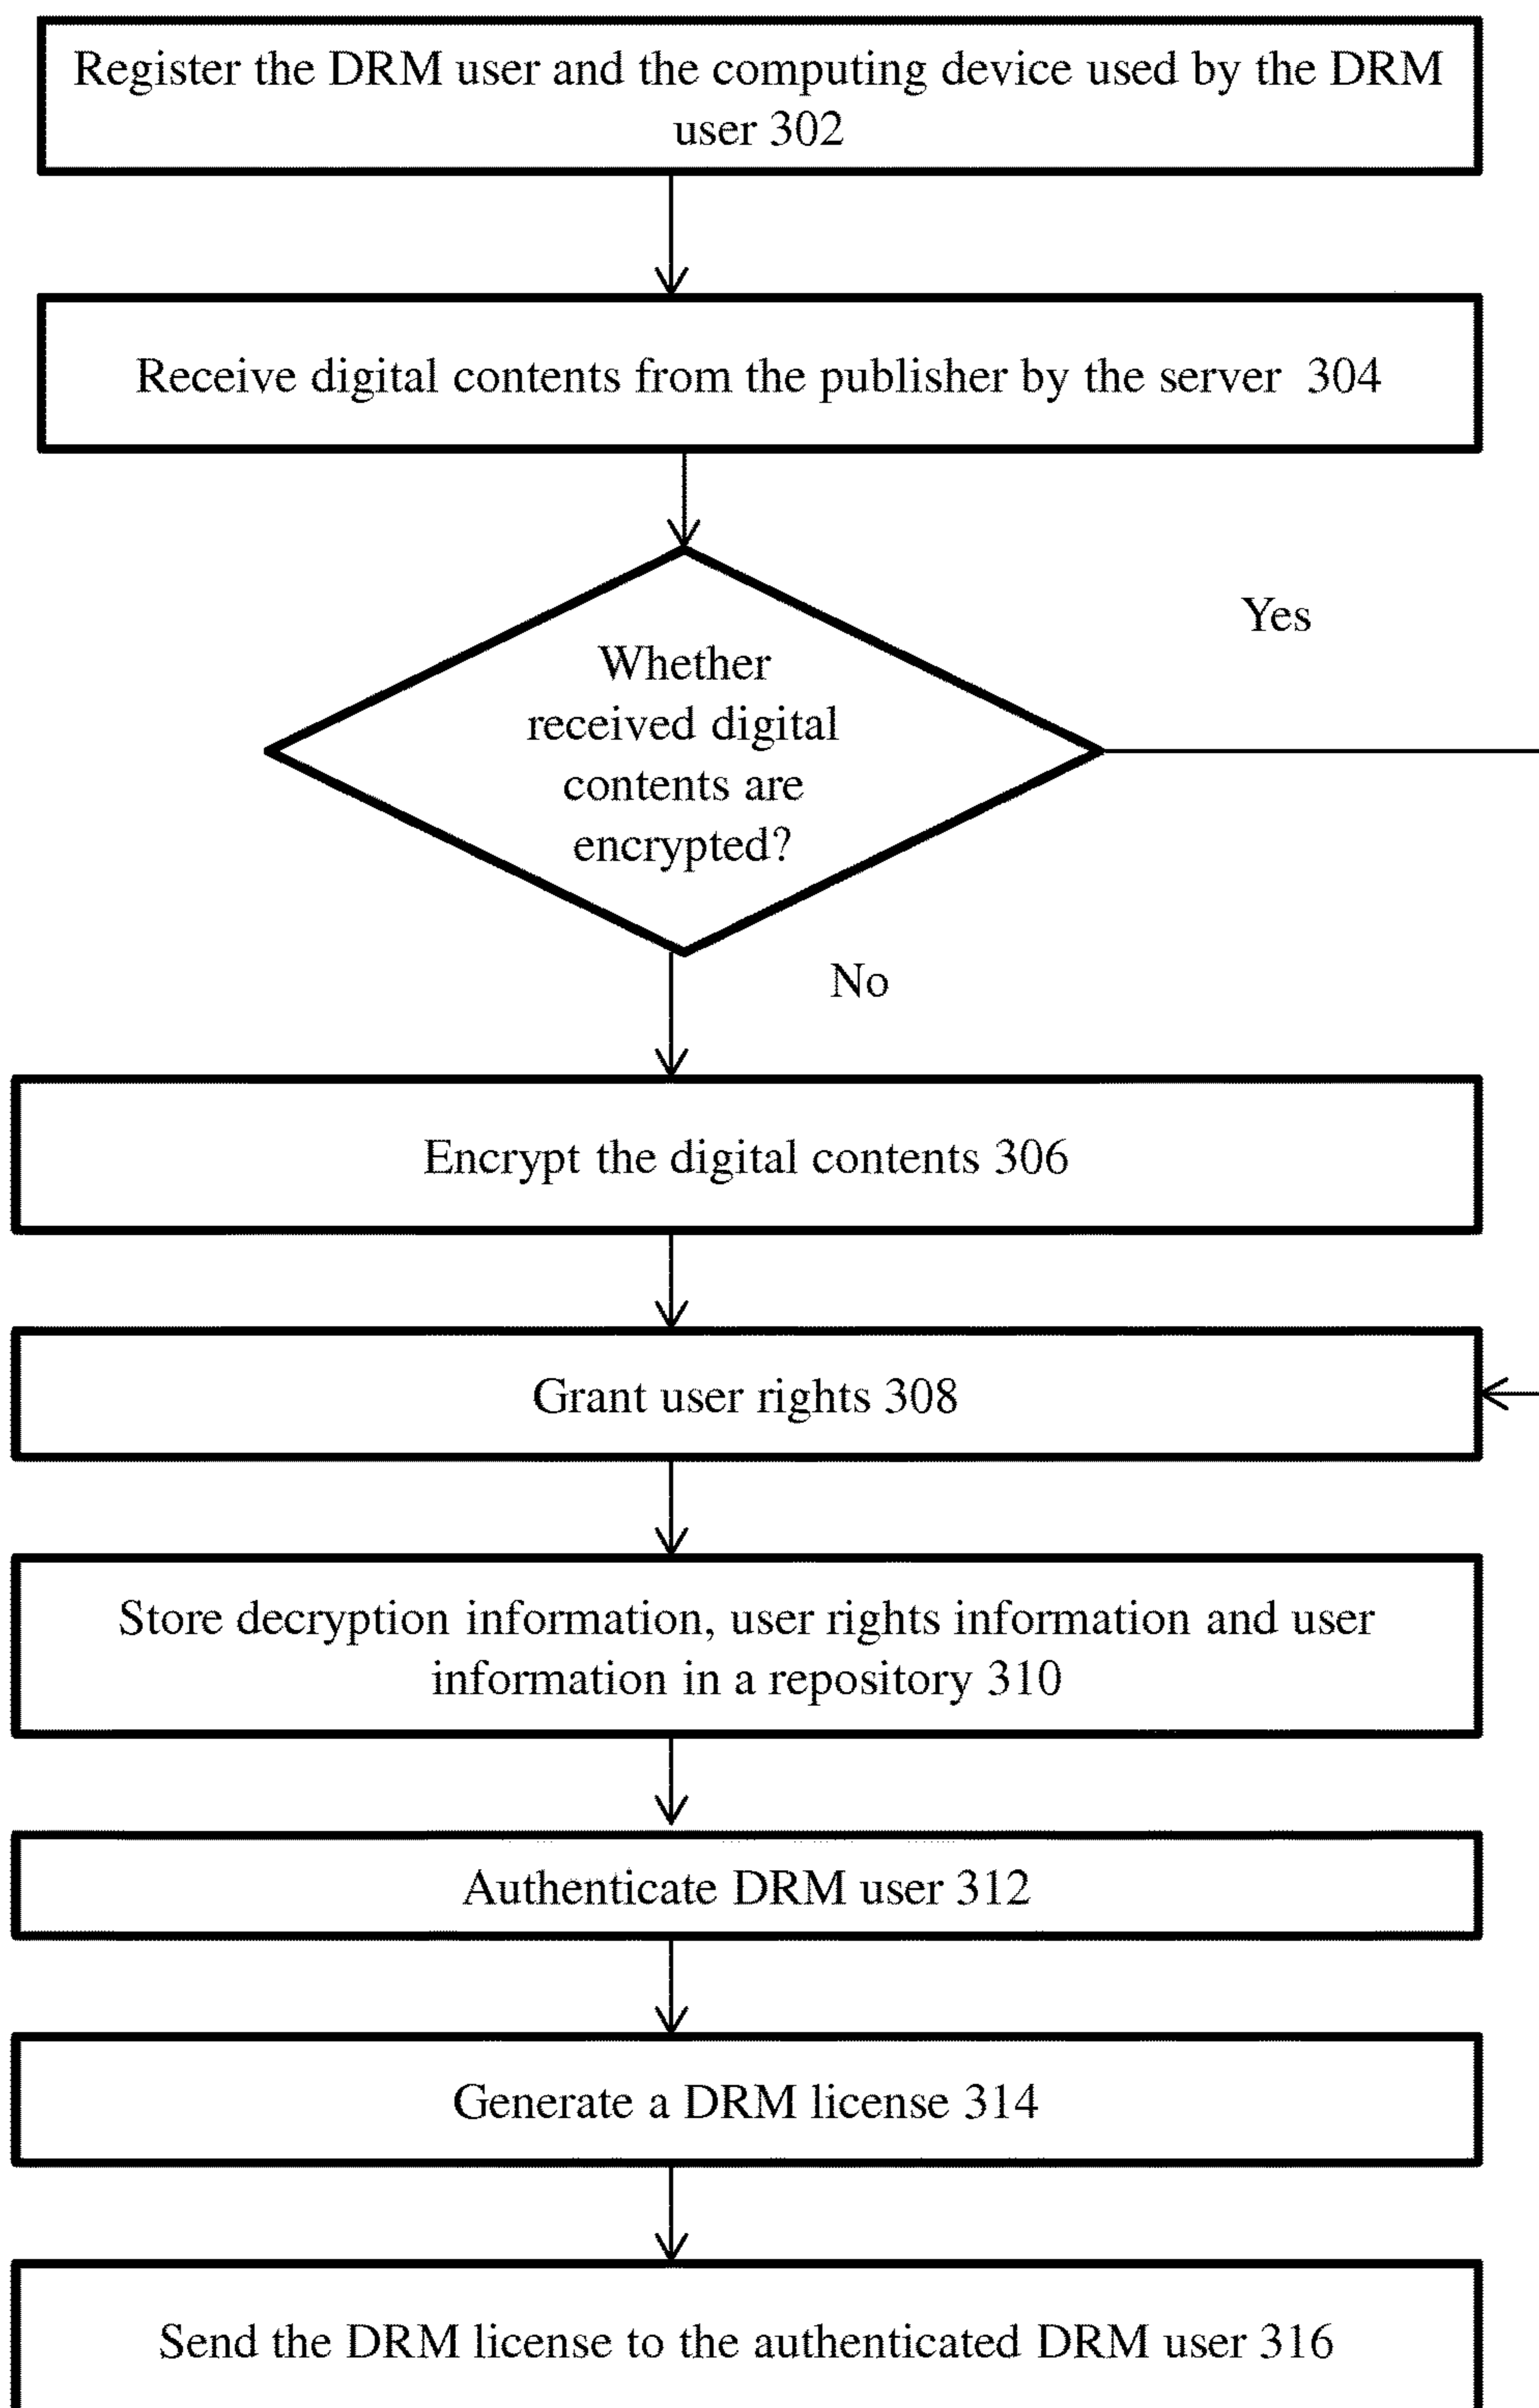 Register the DRM user and the computing device used by the DRM
user 302
Receive digital contents from the publisher by the server 304
Yes
Whether
received digital
contents are
encrypted?
No
Encrypt the digital contents 306
Grant user rights 308
Store decryption information, user rights information and user
information in a repository 310
Authenticate DRM user 312
Generate a DRM license 314
Send the DRM license to the authenticated DRM user 316